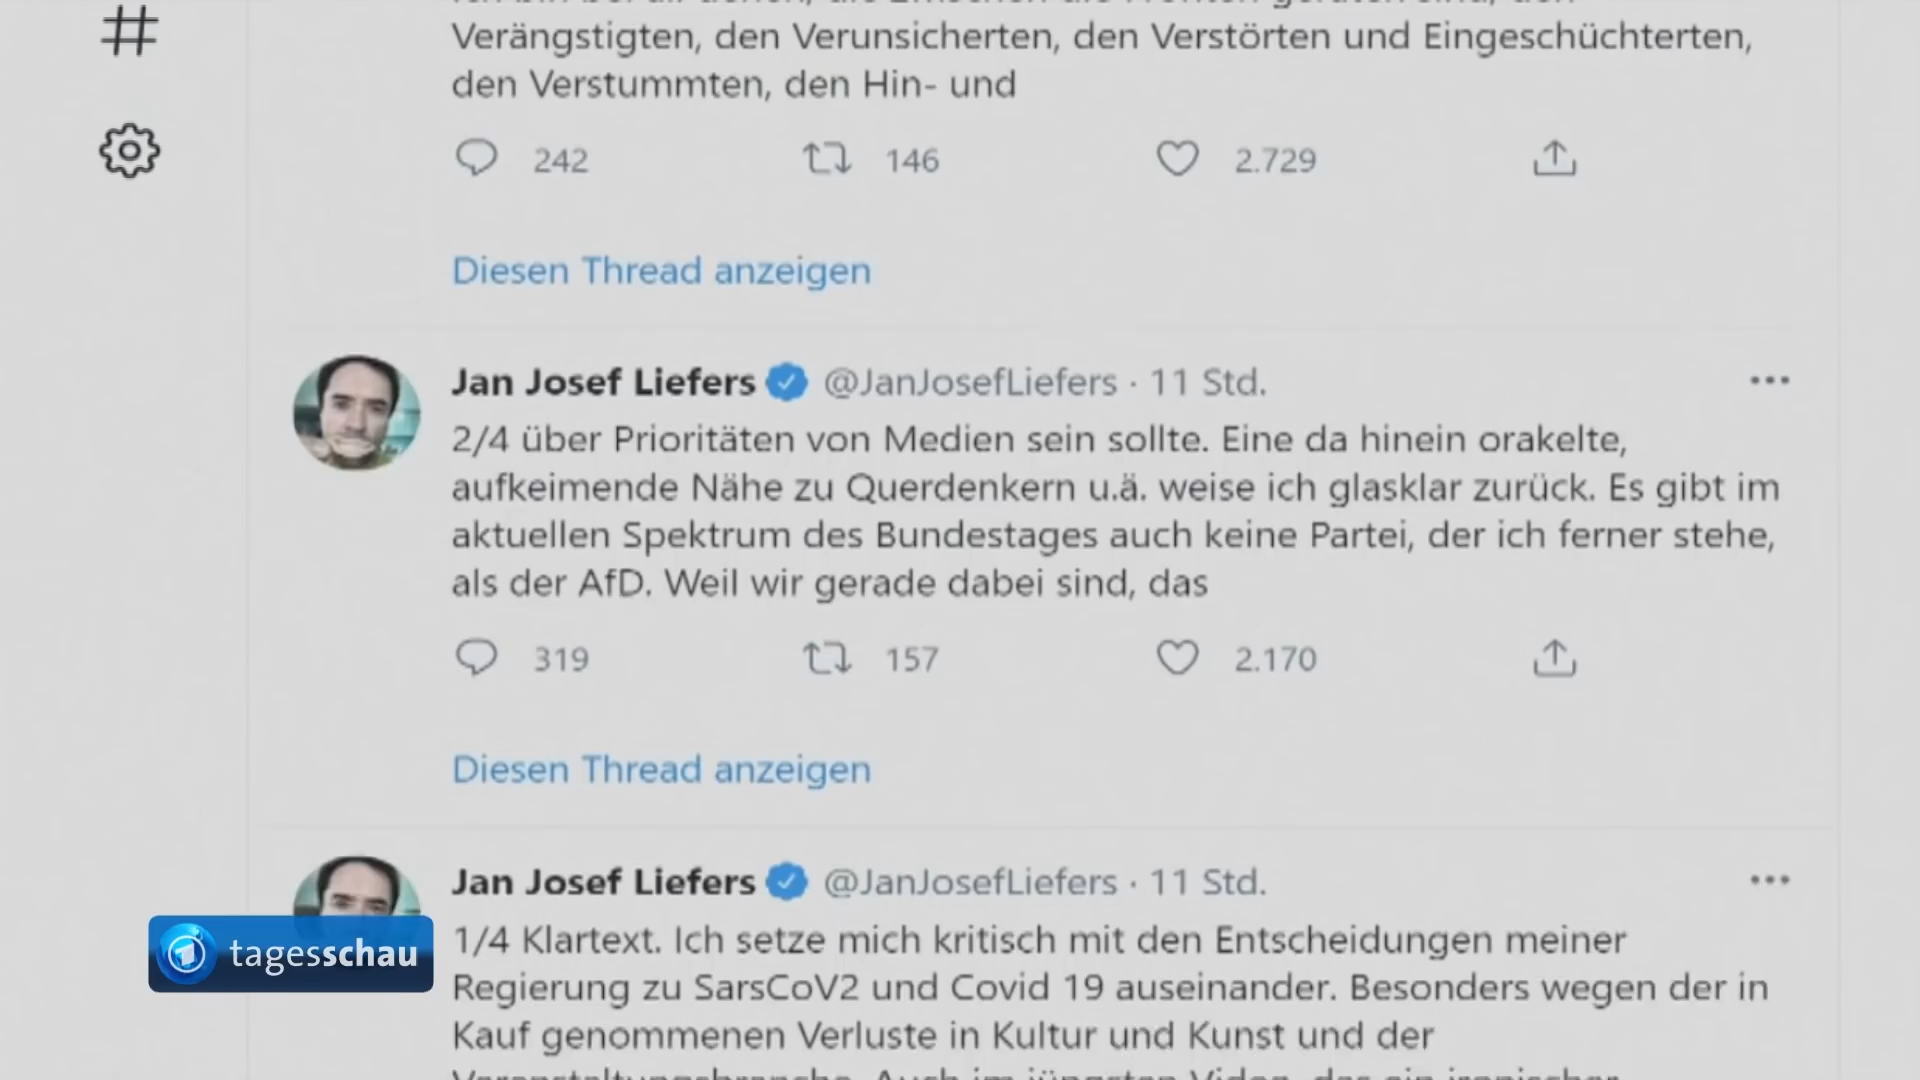 Verängstigten, den Verunsicherten, den Verstörten und Eingeschüchterten,
den Verstummten, den Hin- und
242 146 2.729
Diesen Thread anzeigen
Jan Josef Liefers @JanJosefLiefers · 11 Std.
2/4 über Prioritäten von Medien sein sollte. Eine da hinein orakelte,
aufkeimende Nähe zu Querdenkern u.ä. weise ich glasklar zurück. Es gibt im
aktuellen Spektrum des Bundestages auch keine Partei, der ich ferner stehe,
als der AfD. Weil wir gerade dabei sind, das
319 157 2.170
Diesen Thread anzeigen
Jan Josef Liefers @JanJosefLiefers · 11 Std.
1/4 Klartext. Ich setze mich kritisch mit den Entscheidungen meiner
Regierung zu SarsCoV2 und Covid 19 auseinander. Besonders wegen der in
Kauf genommenen Verluste in Kultur und Kunst und der
tagesschau